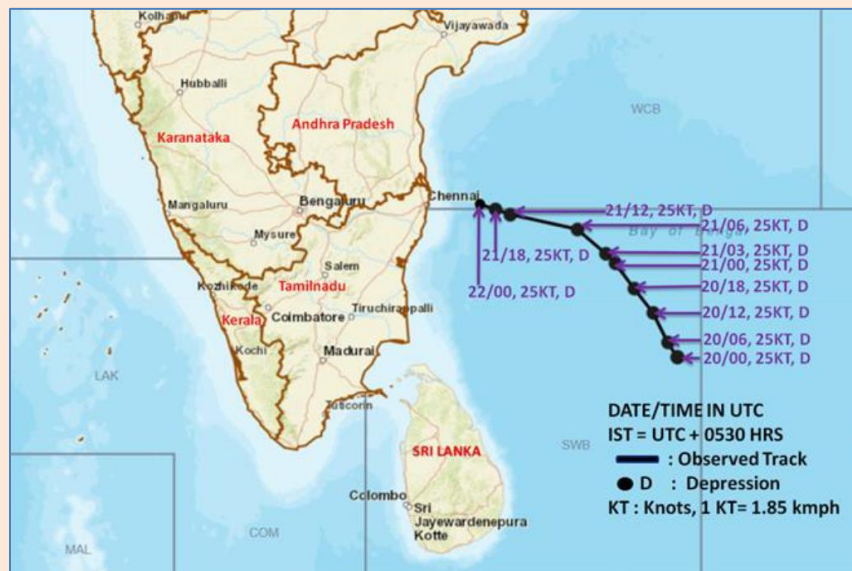 Kolhapur
Vijayawada
Hubballi
WCB
Andhra Pradesh
Karanataka
Chennai
Mangaluru
Bengaluru
21/12, 25KT, D
21/06, 25KT, D
Bay of Bengal
Mysure
21/18, 25KT, D
21/03, 25KT, D
21/00, 25KT, D
Salem
Kozhikode
Tamilnadu
22/00, 25KT, D
20/18, 25KT, D
Tiruchirappalli
Coimbatore
20/12, 25KT, D
Kerala
Kochi
Madurai
20/06, 25KT, D
20/00, 25KT, D
LAK
Tuticorin
DATE/TIME IN UTC
IST = UTC + 0530 HRS
SRI LANKA
SWB
: Observed Track
D : Depression
Colombo
Sri
Jayewardenepura
Kotte
KT : Knots, 1 KT= 1.85 kmph
COM
MAL